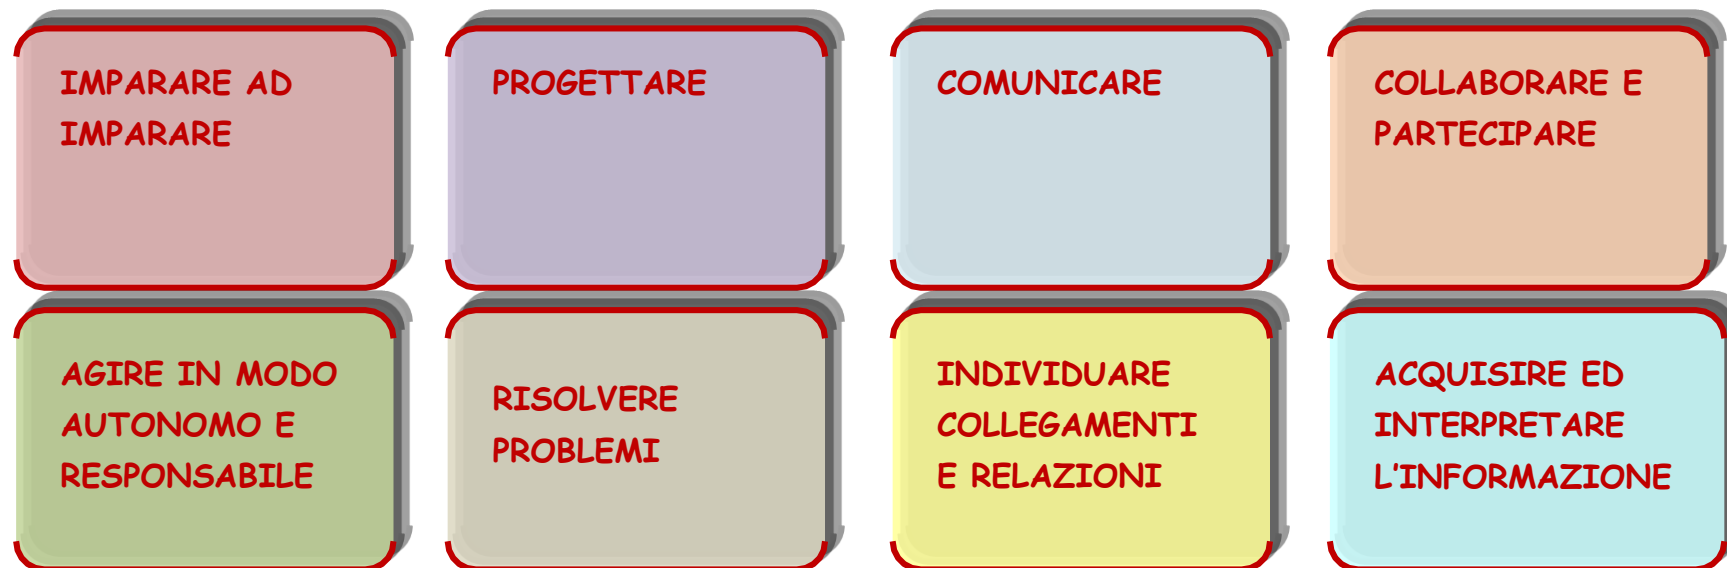 IMPARARE AD
IMPARARE
PROGETTARE
COMUNICARE
COLLABORARE E
PARTECIPARE
AGIRE IN MODO
AUTONOMO E
RESPONSABILE
RISOLVERE
PROBLEMI
INDIVIDUARE
COLLEGAMENTI
E RELAZIONI
ACQUISIRE ED
INTERPRETARE
L'INFORMAZIONE